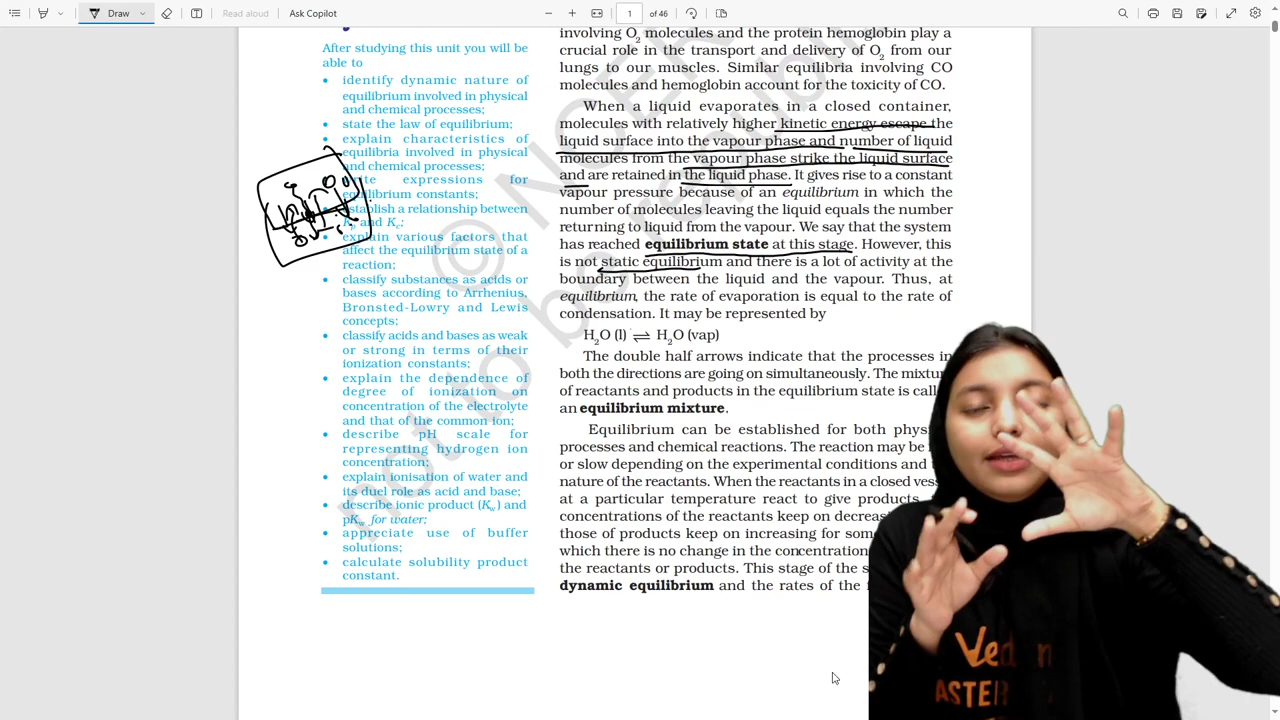 Draw
Read aloud
Ask Copilot
1
of 46
After studying this unit you will be
able to
• identify dynamic nature of
equilibrium involved in physical
and chemical processes;
• state the law of equilibrium;
• explain characteristics of
equilibria involved in physical
and chemical processes;
expressions for
equilibrium constants;
establish a relationship between
and Kc;
• explain various factors that
affect the equilibrium state of a
reaction;
• classify substances as acids or
bases according to Arrhenius,
Bronsted-Lowry and Lewis
concepts;
• classify acids and bases as weak
or strong in terms of their
ionization constants;
• explain the dependence of
degree of ionization on
concentration of the electrolyte
and that of the common ion;
• describe pH scale for
representing hydrogen ion
concentration;
• explain ionisation of water and
its duel role as acid and base;
• describe ionic product (Kw) and
pKw for water;
• appreciate use of buffer
solutions;
• calculate solubility product
constant.
involving O2 molecules and the protein hemoglobin play a
crucial role in the transport and delivery of O2 from our
lungs to our muscles. Similar equilibria involving CO
molecules and hemoglobin account for the toxicity of CO.
When a liquid evaporates in a closed container,
molecules with relatively higher kinetic energy escape the
liquid surface into the vapour phase and number of liquid
molecules from the vapour phase strike the liquid surface
and are retained in the liquid phase. It gives rise to a constant
vapour pressure because of an equilibrium in which the
number of molecules leaving the liquid equals the number
returning to liquid from the vapour. We say that the system
has reached equilibrium state at this stage. However, this
is not static equilibrium and there is a lot of activity at the
boundary between the liquid and the vapour. Thus, at
equilibrium, the rate of evaporation is equal to the rate of
condensation. It may be represented by
H2O (l) ⇌ H2O (vap)
The double half arrows indicate that the processes in
both the directions are going on simultaneously. The mixtur
of reactants and products in the equilibrium state is call
an equilibrium mixture.
Equilibrium can be established for both phys
processes and chemical reactions. The reaction may be
or slow depending on the experimental conditions and
nature of the reactants. When the reactants in a closed vess
at a particular temperature react to give products,
concentrations of the reactants keep on decreas
those of products keep on increasing for som
which there is no change in the concentration
the reactants or products. This stage of the s
dynamic equilibrium and the rates of the
© NCER
not to be republ
Ved n
ASTER